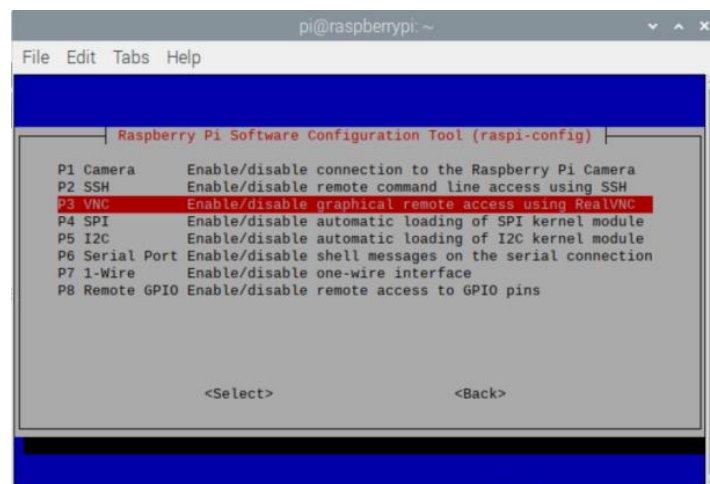 pi@raspberrypi: ~
File Edit Tabs Help
Raspberry Pi Software Configuration Tool (raspi-config)
P1 Camera Enable/disable connection to the Raspberry Pi Camera
P2 SSH Enable/disable remote command line access using SSH
P3 VNC Enable/disable graphical remote access using RealVNC
P4 SPI Enable/disable automatic loading of SPI kernel module
P5 I2C Enable/disable automatic loading of I2C kernel module
P6 Serial Port Enable/disable shell messages on the serial connection
P7 1-Wire Enable/disable one-wire interface
P8 Remote GPIO Enable/disable remote access to GPIO pins
<Select> <Back>